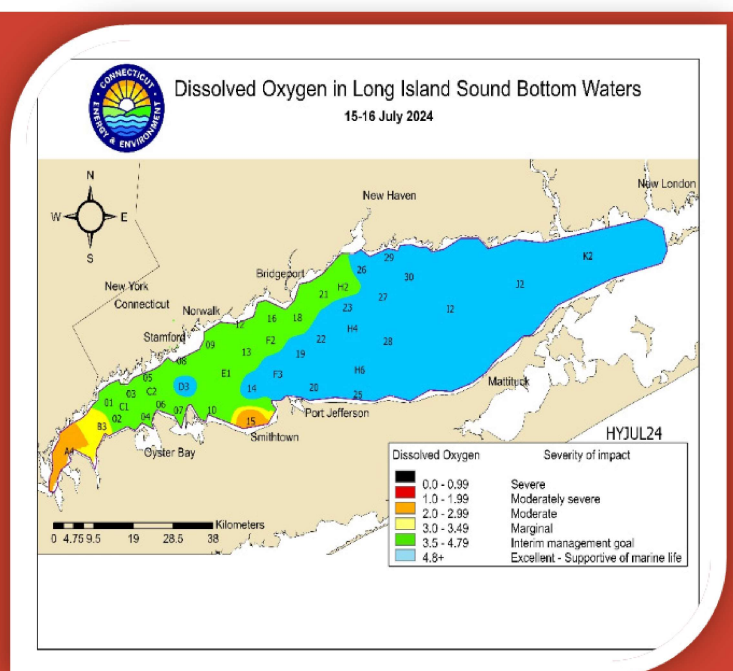 CONNECTICUT
ENERGY & ENVIRONMENT
Dissolved Oxygen in Long Island Sound Bottom Waters
15-16 July 2024
N
W
E
S
New London
New Haven
K2
29
26
30
J2
Bridgeport
H2
21
27
New York
Connecticut
23
I2
Norwalk
16
18
12
H4
Stamford
22
28
09
F2
13
19
08
05
E1
F3
H6
D3
14
20
25
Mattituck
03
C2
01
C1
06
07
10
Port Jefferson
02
04
15
B3
Smithtown
A4
Oyster Bay
HYJUL24
Dissolved Oxygen Severity of impact
0.0 - 0.99 Severe
1.0 - 1.99 Moderately severe
2.0 - 2.99 Moderate
3.0 - 3.49 Marginal
3.5 - 4.79 Interim management goal
4.8+ Excellent - Supportive of marine life
Kilometers
0 4.75 9.5 19 28.5 38